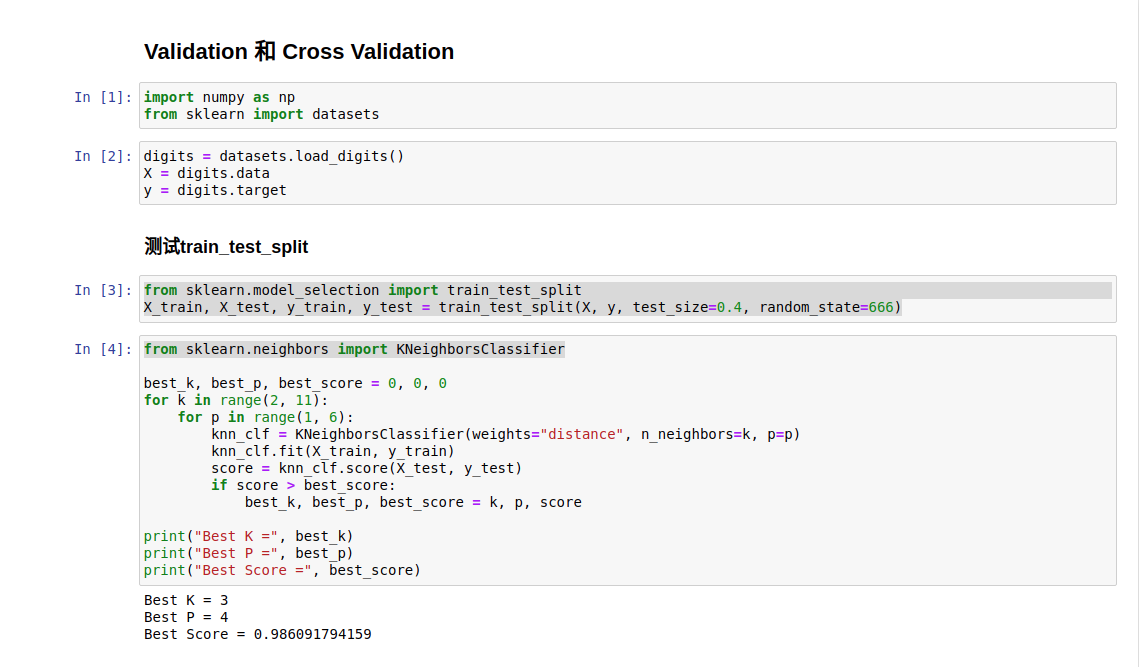 Validation 和 Cross Validation
In [1]: import numpy as np
from sklearn import datasets
In [2]: digits = datasets.load_digits()
X = digits.data
y = digits.target
测试train_test_split
In [3]: from sklearn.model_selection import train_test_split
X_train, X_test, y_train, y_test = train_test_split(X, y, test_size=0.4, random_state=666)
In [4]: from sklearn.neighbors import KNeighborsClassifier
best_k, best_p, best_score = 0, 0, 0
for k in range(2, 11):
    for p in range(1, 6):
        knn_clf = KNeighborsClassifier(weights="distance", n_neighbors=k, p=p)
        knn_clf.fit(X_train, y_train)
        score = knn_clf.score(X_test, y_test)
        if score > best_score:
            best_k, best_p, best_score = k, p, score
print("Best K =", best_k)
print("Best P =", best_p)
print("Best Score =", best_score)
Best K = 3
Best P = 4
Best Score = 0.986091794159